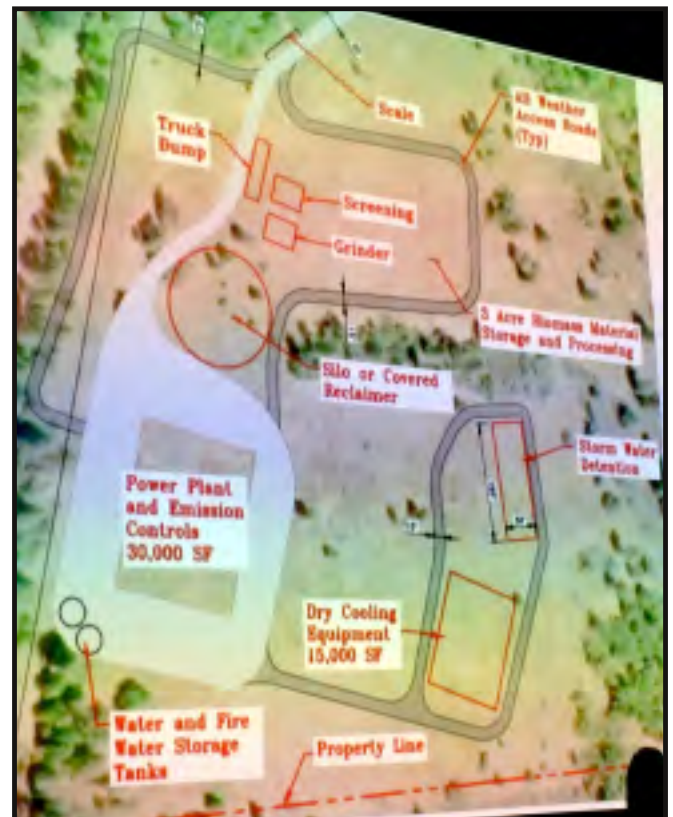 Scale
All Weather
Access Roads
(Typ)
Truck
Dump
Screening
Grinder
3 Acre Biomass Material
Storage and Processing
Silo or Covered
Reclaimer
Storm Water
Detention
Power Plant
and Emission
Controls
30,000 SF
Dry Cooling
Equipment
15,000 SF
Water and Fire
Water Storage
Tanks
Property Line